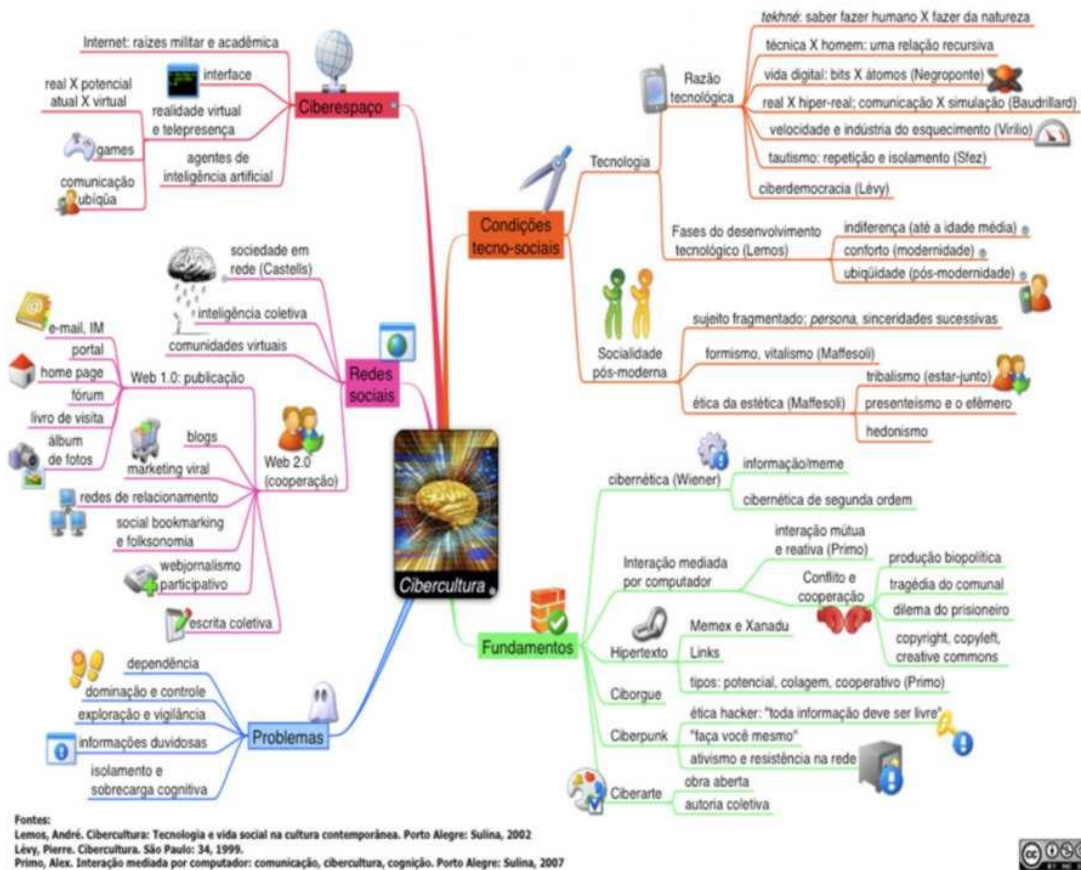 Internet: raízes militar e acadêmica
interface
real X potencial
atual X virtual
realidade virtual
e telepresença
games
comunicação
ubíqüa
agentes de
inteligência artificial
Ciberespaço
sociedade em
rede (Castells)
inteligência coletiva
comunidades virtuais
Redes
sociais
e-mail, IM
portal
home page
fórum
livro de visita
álbum
de fotos
Web 1.0: publicação
blogs
marketing viral
redes de relacionamento
social bookmarking
e folksonomia
webjornalismo
participativo
escrita coletiva
Web 2.0
(cooperação)
dependência
dominação e controle
exploração e vigilância
informações duvidosas
isolamento e
sobrecarga cognitiva
Problemas
Cibercultura
Condições
tecno-sociais
Tecnologia
Razão
tecnológica
tekhné: saber fazer humano X fazer da natureza
técnica X homem: uma relação recursiva
vida digital: bits X átomos (Negroponte)
real X hiper-real; comunicação X simulação (Baudrillard)
velocidade e indústria do esquecimento (Virilio)
tautismo: repetição e isolamento (Sfez)
ciberdemocracia (Lévy)
Fases do desenvolvimento
tecnológico (Lemos)
indiferença (até a idade média)
conforto (modernidade)
ubiqüidade (pós-modernidade)
Socialidade
pós-moderna
sujeito fragmentado; persona, sinceridades sucessivas
formismo, vitalismo (Maffesoli)
ética da estética (Maffesoli)
tribalismo (estar-junto)
presenteismo e o efêmero
hedonismo
Fundamentos
cibernética (Wiener)
informação/meme
cibernética de segunda ordem
Interação mediada
por computador
interação mútua
e reativa (Primo)
Conflito e
cooperação
produção biopolítica
tragédia do comunal
dilema do prisioneiro
copyright, copyleft,
creative commons
Hipertexto
Memex e Xanadu
Links
tipos: potencial, colagem, cooperativo (Primo)
Ciborgue
Ciberpunk
ética hacker: "toda informação deve ser livre"
"faça você mesmo"
ativismo e resistência na rede
Ciberarte
obra aberta
autoria coletiva
Fontes:
Lemos, André. Cibercultura: Tecnologia e vida social na cultura contemporânea. Porto Alegre: Sulina, 2002
Lévy, Pierre. Cibercultura. São Paulo: 34, 1999.
Primo, Alex. Interação mediada por computador: comunicação, cibercultura, cognição. Porto Alegre: Sulina, 2007
cc